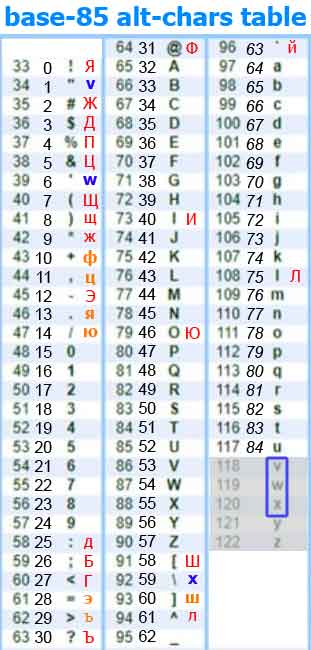 base-85 alt-chars table
33 0 ! Я
34 1 " v
35 2 # Ж
36 3 $ Д
37 4 % П
38 5 & Ц
39 6 ' w
40 7 ( Щ
41 8 ) щ
42 9 * ж
43 10 + ф
44 11 , ц
45 12 - Э
46 13 . я
47 14 / ю
48 15 0
49 16 1
50 17 2
51 18 3
52 19 4
53 20 5
54 21 6
55 22 7
56 23 8
57 24 9
58 25 : д
59 26 ; Б
60 27 < Г
61 28 = э
62 29 > ъ
63 30 ? Ъ
64 31 @ Ф
65 32 A
66 33 B
67 34 C
68 35 D
69 36 E
70 37 F
71 38 G
72 39 H
73 40 I И
74 41 J
75 42 K
76 43 L
77 44 M
78 45 N
79 46 O Ю
80 47 P
81 48 Q
82 49 R
83 50 S
84 51 T
85 52 U
86 53 V
87 54 W
88 55 X
89 56 Y
90 57 Z
91 58 [ Ш
92 59 \ x
93 60 ] ш
94 61 ^ л
95 62 _
96 63 ` й
97 64 a
98 65 b
99 66 c
100 67 d
101 68 e
102 69 f
103 70 g
104 71 h
105 72 i
106 73 j
107 74 k
108 75 l Л
109 76 m
110 77 n
111 78 o
112 79 p
113 80 q
114 81 r
115 82 s
116 83 t
117 84 u
118 v
119 w
120 x
121 y
122 z